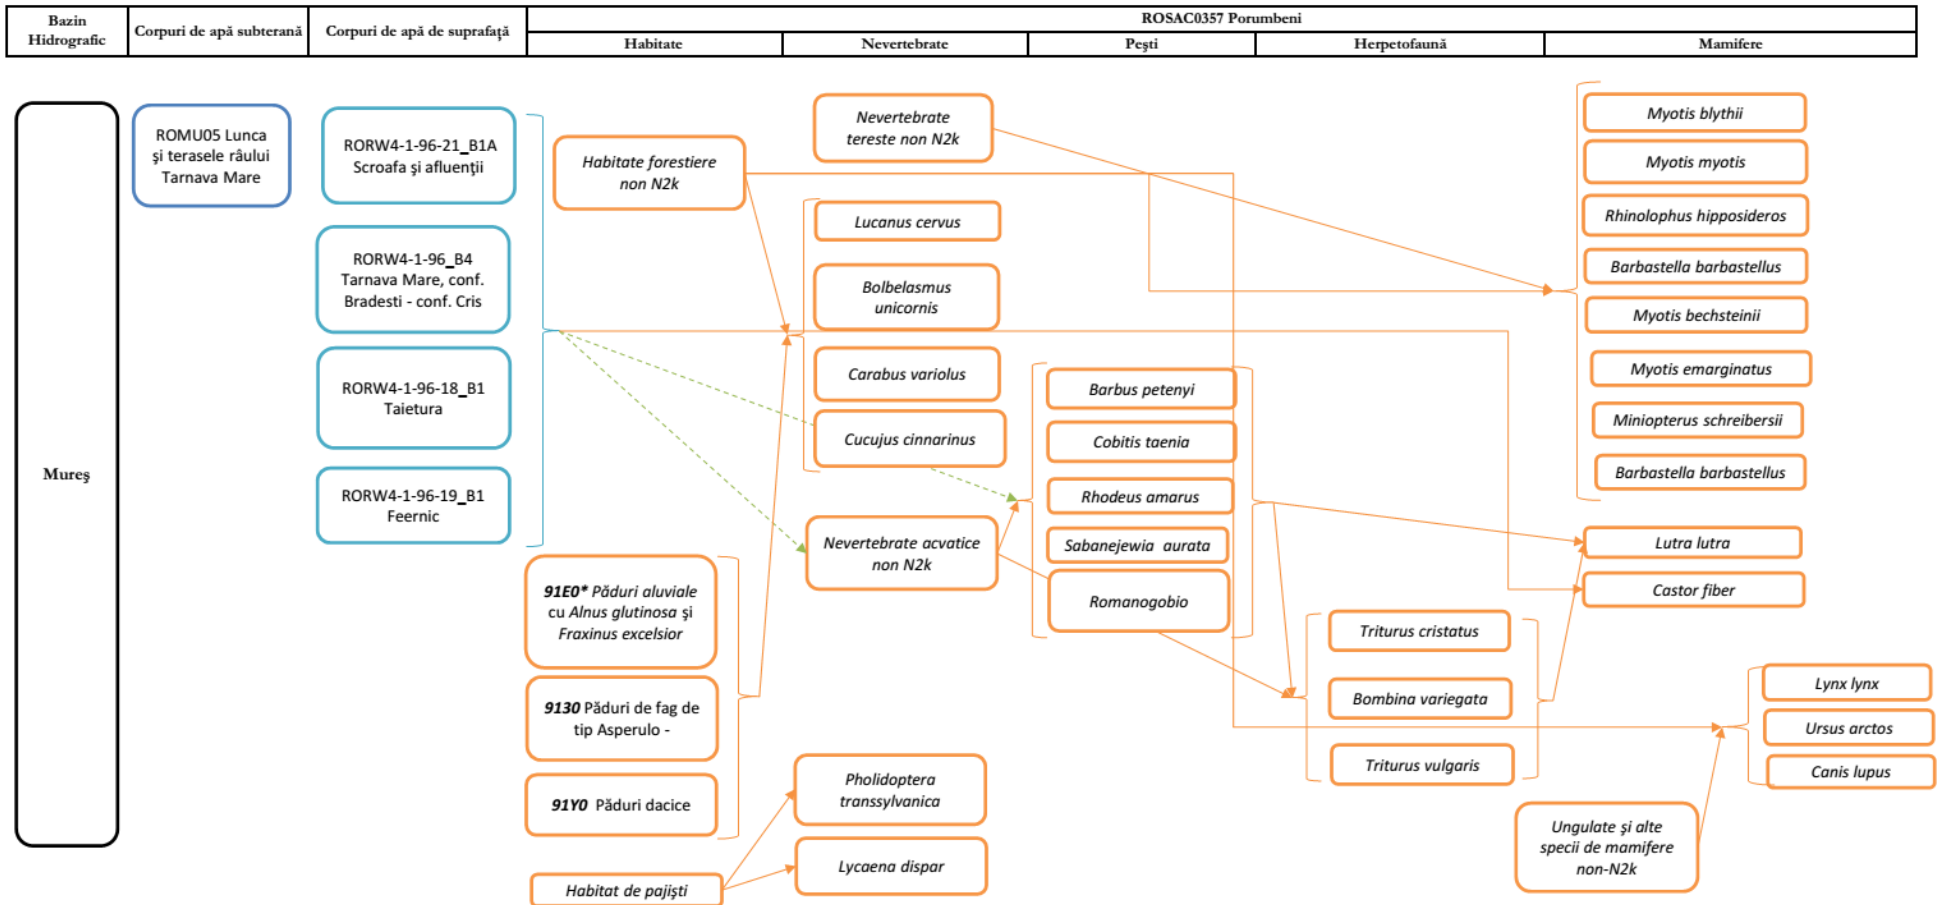 Bazin
Hidrografic
Corpuri de apă subterană
Corpuri de apă de suprafață
ROSAC0357 Porumbeni
Habitate
Nevertebrate
Pești
Herpetofaună
Mamifere
Mureş
ROMU05 Lunca
şi terasele râului
Tarnava Mare
RORW4-1-96-21_B1A
Scroafa şi afluenţii
RORW4-1-96_B4
Tarnava Mare, conf.
Bradesti - conf. Cris
RORW4-1-96-18_B1
Taietura
RORW4-1-96-19_B1
Feernic
Habitate forestiere
non N2k
91E0* Păduri aluviale
cu Alnus glutinosa şi
Fraxinus excelsior
9130 Păduri de fag de
tip Asperulo -
91Y0 Păduri dacice
Habitat de pajişti
Nevertebrate
tereste non N2k
Lucanus cervus
Bolbelasmus
unicornis
Carabus variolus
Cucujus cinnarinus
Nevertebrate acvatice
non N2k
Pholidoptera
transsylvanica
Lycaena dispar
Barbus petenyi
Cobitis taenia
Rhodeus amarus
Sabanejewia aurata
Romanogobio
Triturus cristatus
Bombina variegata
Triturus vulgaris
Myotis blythii
Myotis myotis
Rhinolophus hipposideros
Barbastella barbastellus
Myotis bechsteinii
Myotis emarginatus
Miniopterus schreibersii
Barbastella barbastellus
Lutra lutra
Castor fiber
Lynx lynx
Ursus arctos
Canis lupus
Ungulate şi alte
specii de mamifere
non-N2k